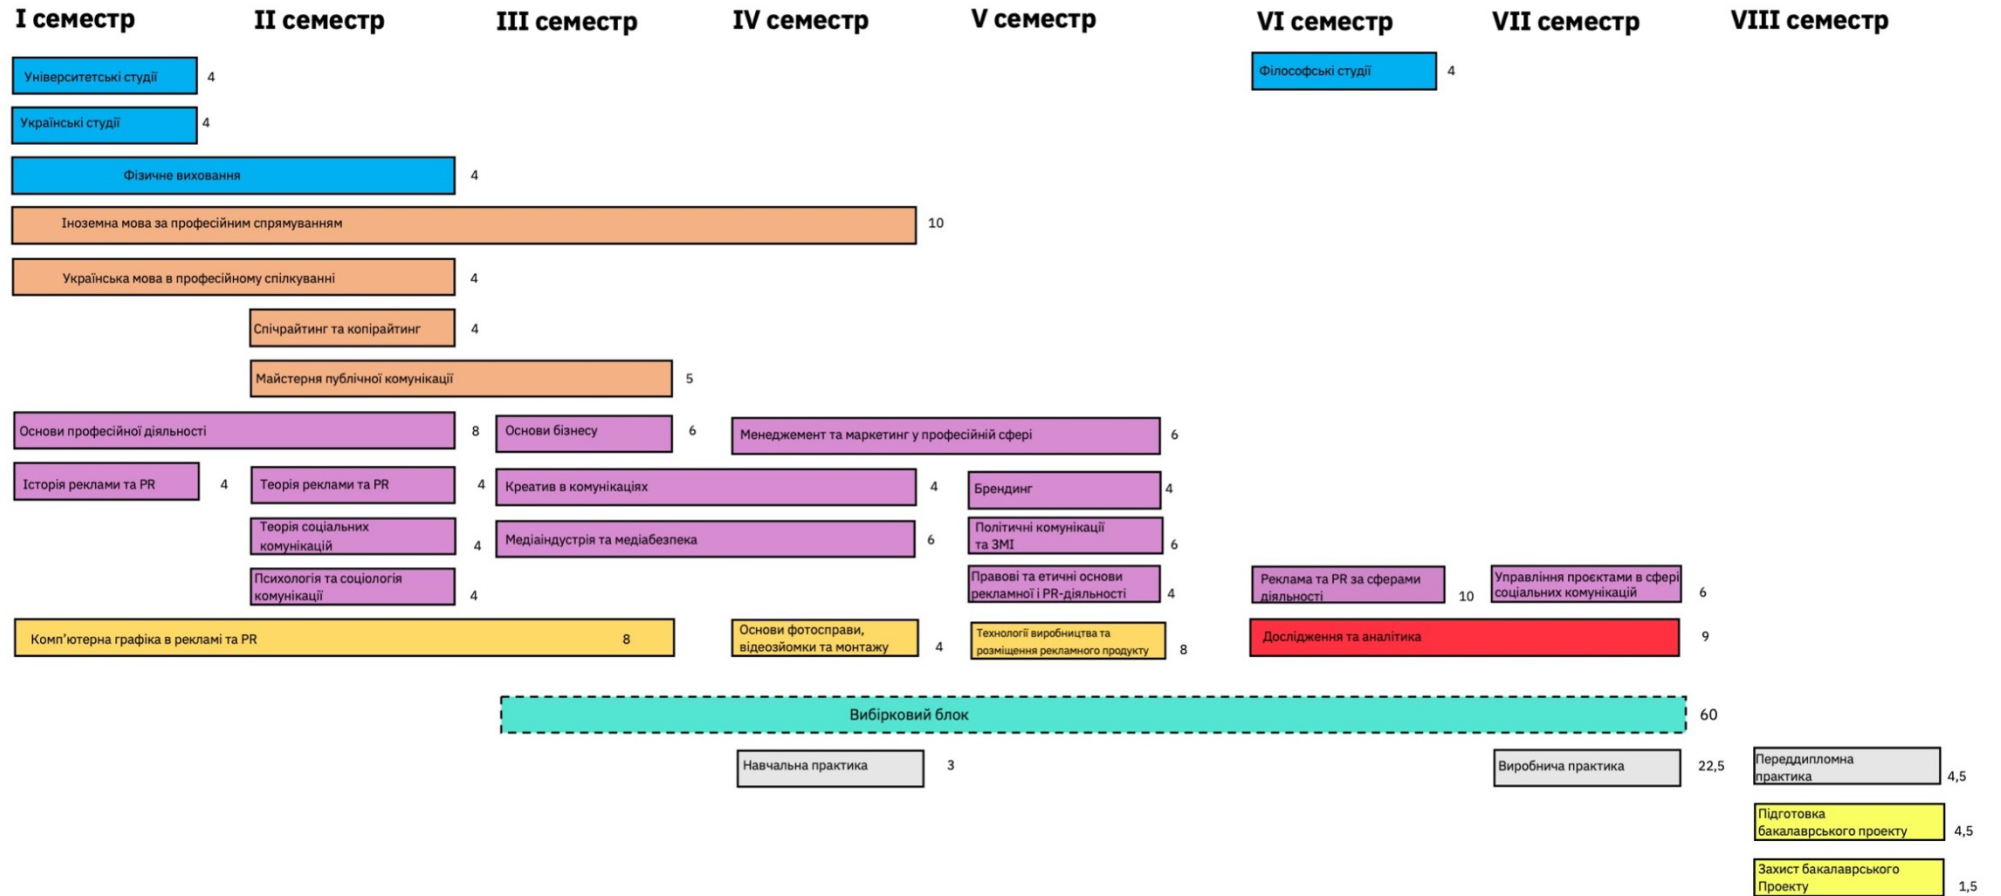 I семестр
II семестр
III семестр
IV семестр
V семестр
VI семестр
VII семестр
VIII семестр
Університетські студії
4
Філософські студії
4
Українські студії
4
Фізичне виховання
4
Іноземна мова за професійним спрямуванням
10
Українська мова в професійному спілкуванні
4
Спічрайтинг та копірайтинг
4
Майстерня публічної комунікації
5
Основи професійної діяльності
8
Основи бізнесу
6
Менеджмент та маркетинг у професійній сфері
6
Історія реклами та PR
4
Теорія реклами та PR
4
Креатив в комунікаціях
4
Брендинг
4
Теорія соціальних
комунікацій
4
Медіаіндустрія та медіабезпека
6
Політичні комунікації
та ЗМІ
6
Психологія та соціологія
комунікації
4
Правові та етичні основи
рекламної і PR-діяльності
4
Реклама та PR за сферами
діяльності
10
Управління проєктами в сфері
соціальних комунікацій
6
Комп'ютерна графіка в рекламі та PR
8
Основи фотосправи,
відеозйомки та монтажу
4
Технології виробництва та
розміщення рекламного продукту
8
Дослідження та аналітика
9
Вибірковий блок
60
Навчальна практика
3
Виробнича практика
22,5
Переддипломна
практика
4,5
Підготовка
бакалаврського проекту
4,5
Захист бакалаврського
Проекту
1,5